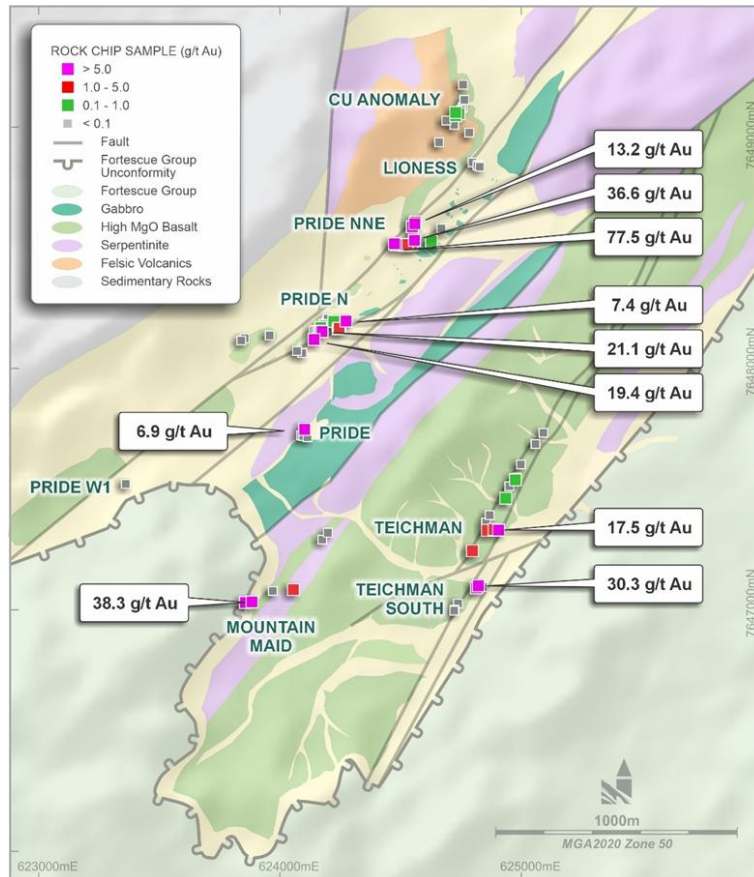 ROCK CHIP SAMPLE (g/t Au)
> 5.0
1.0 - 5.0
0.1 - 1.0
< 0.1
Fault
Fortescue Group
Unconformity
Fortescue Group
Gabbro
High MgO Basalt
Serpentinite
Felsic Volcanics
Sedimentary Rocks
CU ANOMALY
LIONESS
7649000mN
13.2 g/t Au
36.6 g/t Au
PRIDE NNE
77.5 g/t Au
PRIDE N
7.4 g/t Au
21.1 g/t Au
7648000mN
19.4 g/t Au
6.9 g/t Au
PRIDE
PRIDE W1
TEICHMAN
17.5 g/t Au
TEICHMAN
SOUTH
30.3 g/t Au
38.3 g/t Au
7647000mN
MOUNTAIN
MAID
1000m
MGA2020 Zone 50
623000mE
624000mE
625000mE